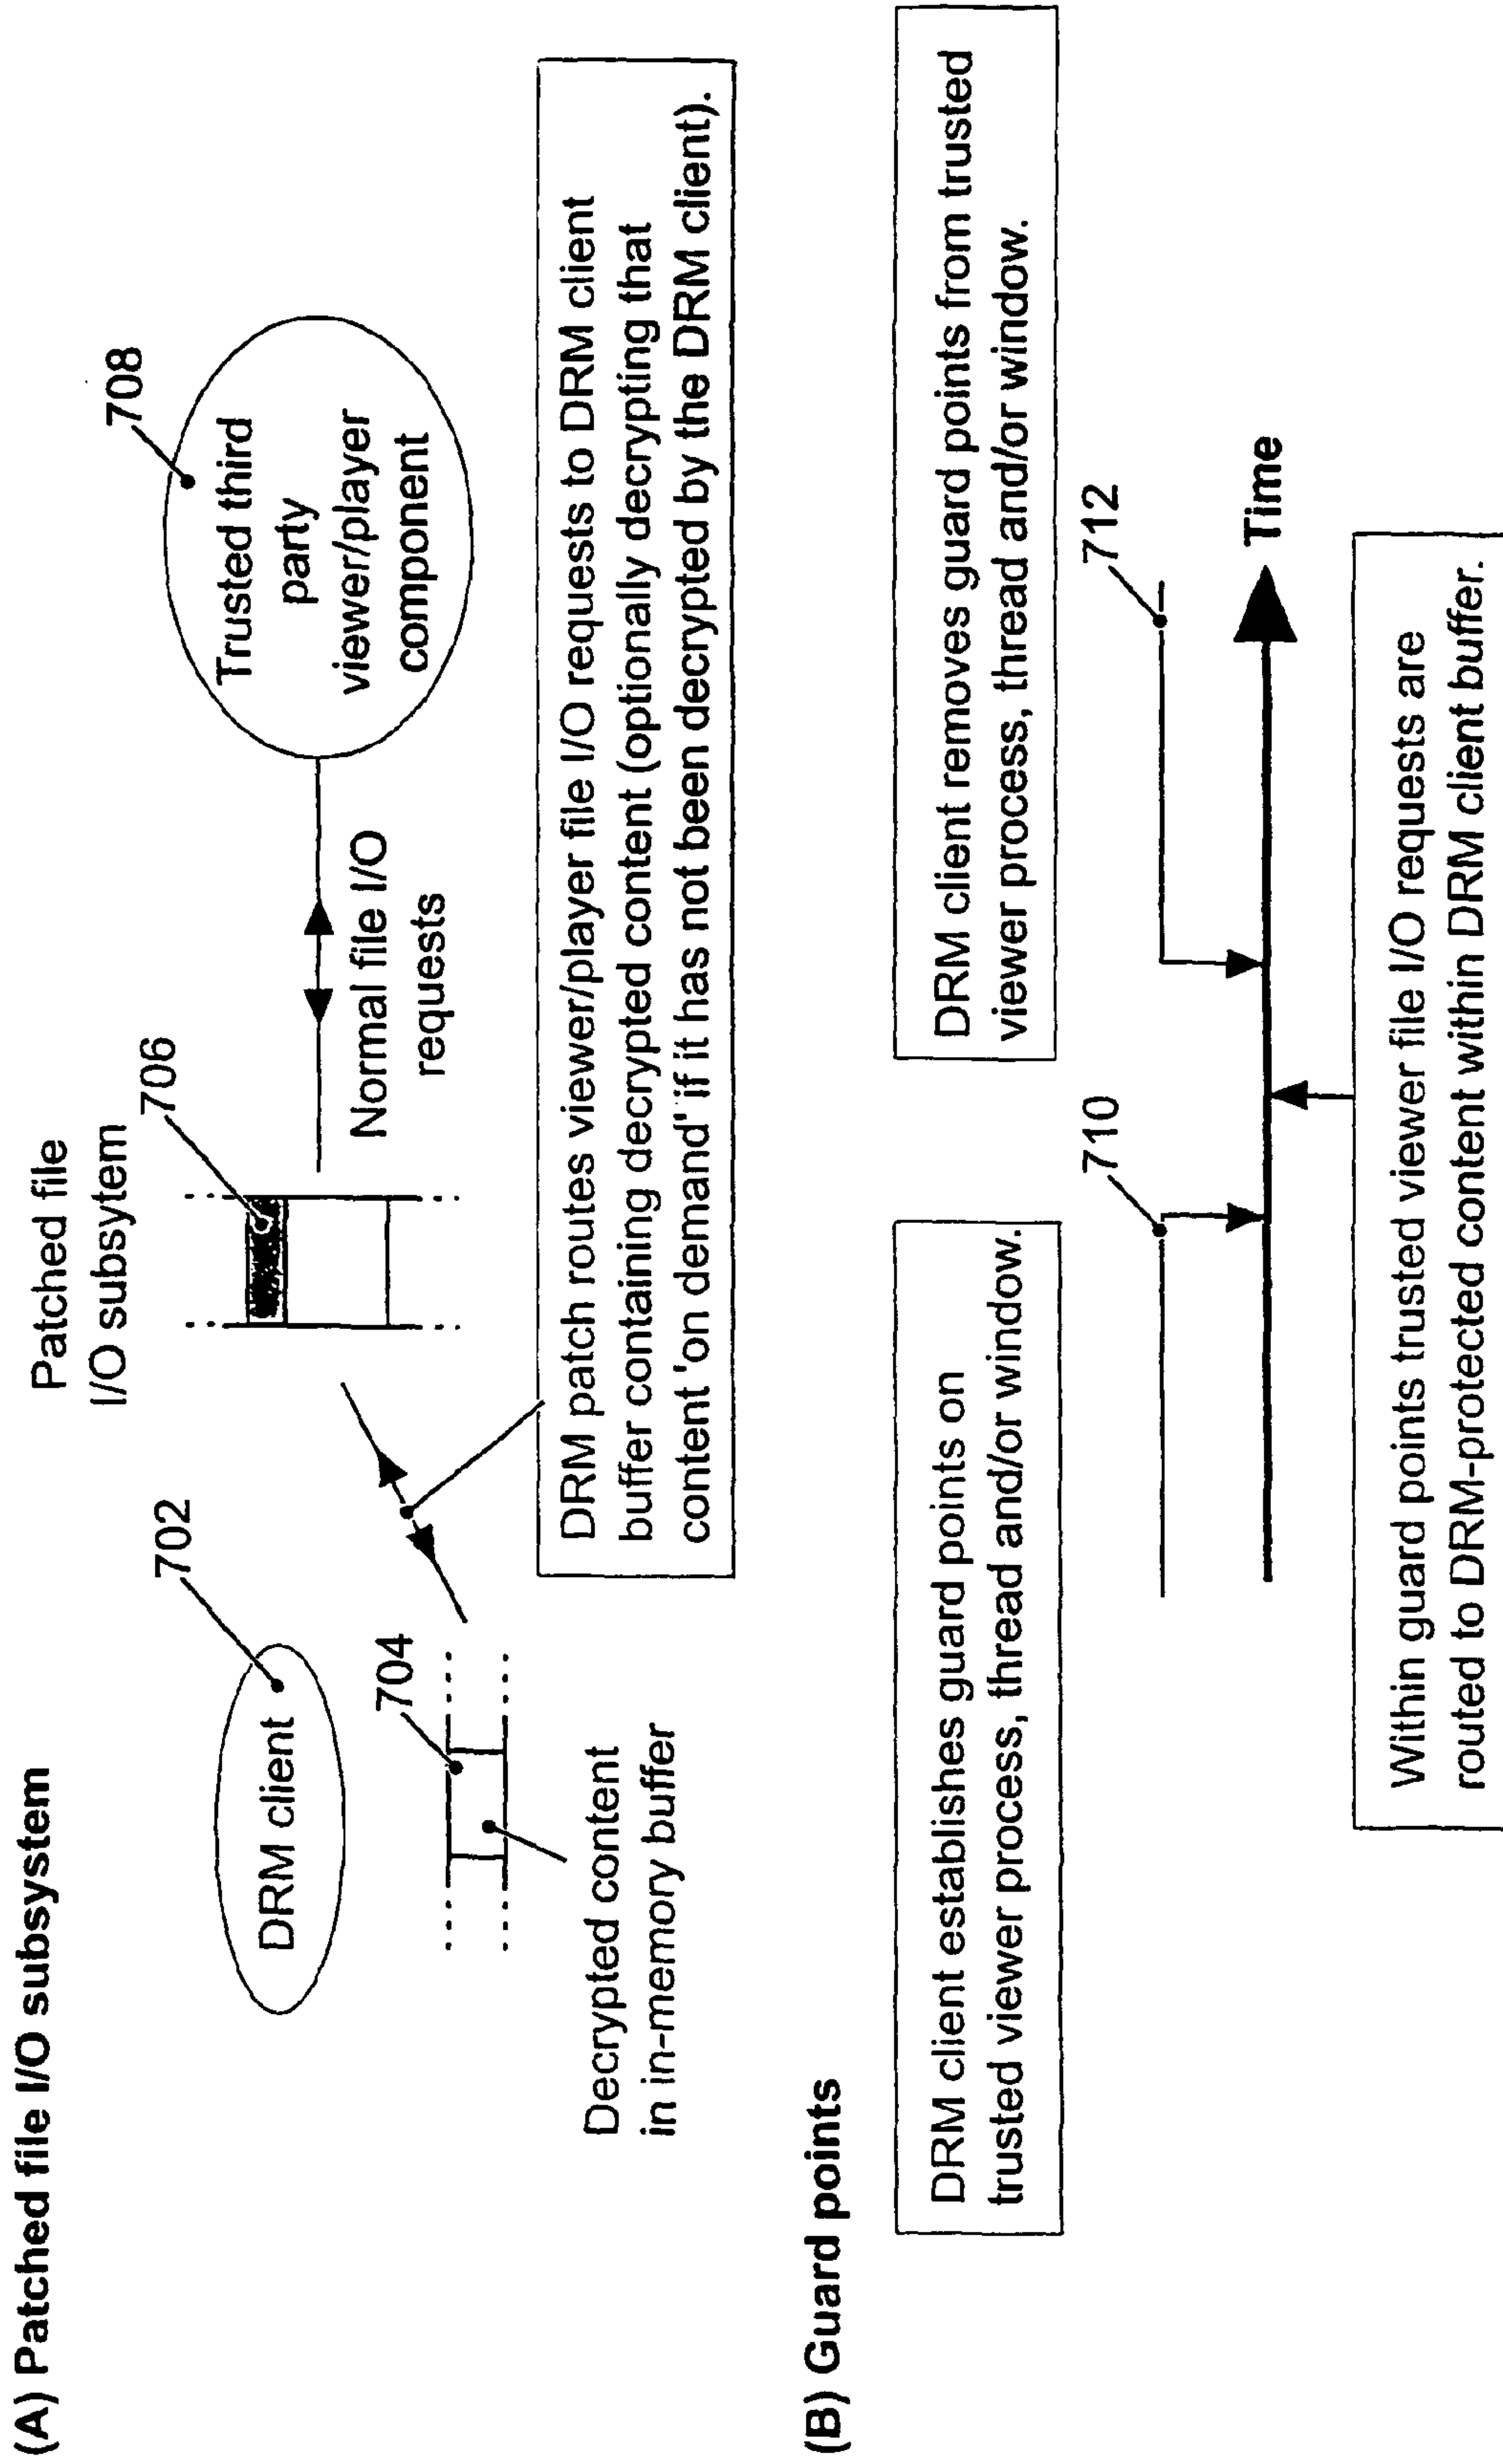 (A) Patched file I/O subsystem
Patched file
I/O subsytem
706
702
DRM client
704
Decrypted content
in in-memory buffer
708
Trusted third
party
viewer/player
component
Normal file I/O
requests
DRM patch routes viewer/player file I/O requests to DRM client
buffer containing decrypted content (optionally decrypting that
content 'on demand' if it has not been decrypted by the DRM client).
(B) Guard points
DRM client establishes guard points on
trusted viewer process, thread and/or window.
DRM client removes guard points from trusted
viewer process, thread and/or window.
710
712
Time
Within guard points trusted viewer file I/O requests are
routed to DRM-protected content within DRM client buffer.